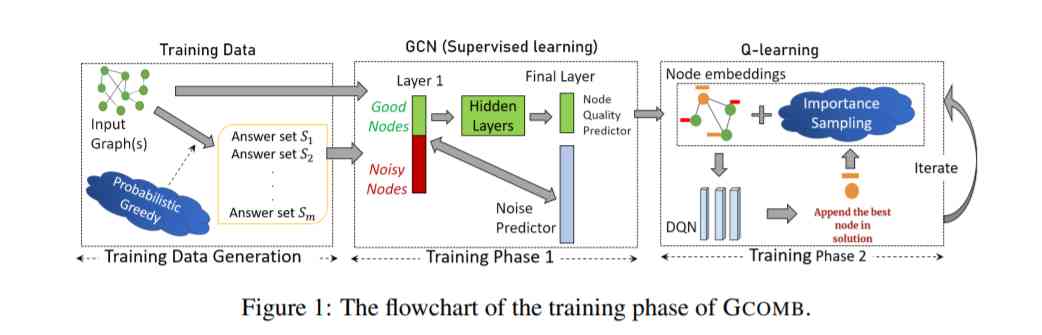 Training Data
GCN (Supervised learning)
Q-learning
Input
Graph(s)
Probabilistic
Greedy
Answer set S₁
Answer set S₂
.
.
.
Answer set Sₘ
Layer 1
Good
Nodes
Noisy
Nodes
Hidden
Layers
Final Layer
Node
Quality
Predictor
Noise
Predictor
Node embeddings
+
Importance
Sampling
DQN
Append the best
node in
solution
Iterate
Training Data Generation
Training Phase 1
Training Phase 2
Figure 1: The flowchart of the training phase of GCOMB.